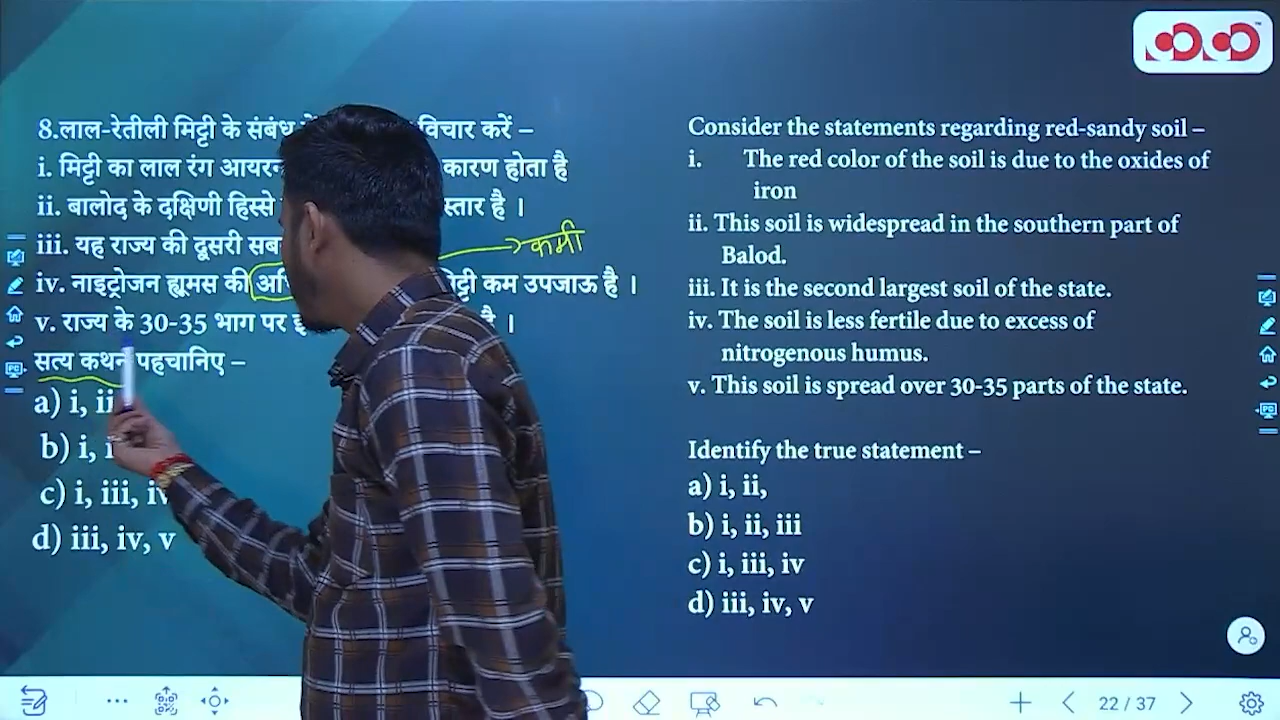 8.लाल-रेतीली मिट्टी के संबंध विचार करें –
i. मिट्टी का लाल रंग कारण होता है
ii. बालोद के दक्षिणी हिस्से है ।
iii. यह राज्य की दूसरी कमी
iv. नाइट्रोजन ह्यूमस की कम उपजाऊ है ।
v. राज्य के 30-35 भाग पर है ।
सत्य कथन पहचानिए –
a) i, ii
b) i,
c) i, iii, iv
d) iii, iv, v
Consider the statements regarding red-sandy soil –
i. The red color of the soil is due to the oxides of
iron
ii. This soil is widespread in the southern part of
Balod.
iii. It is the second largest soil of the state.
iv. The soil is less fertile due to excess of
nitrogenous humus.
v. This soil is spread over 30-35 parts of the state.
Identify the true statement –
a) i, ii,
b) i, ii, iii
c) i, iii, iv
d) iii, iv, v
22 / 37